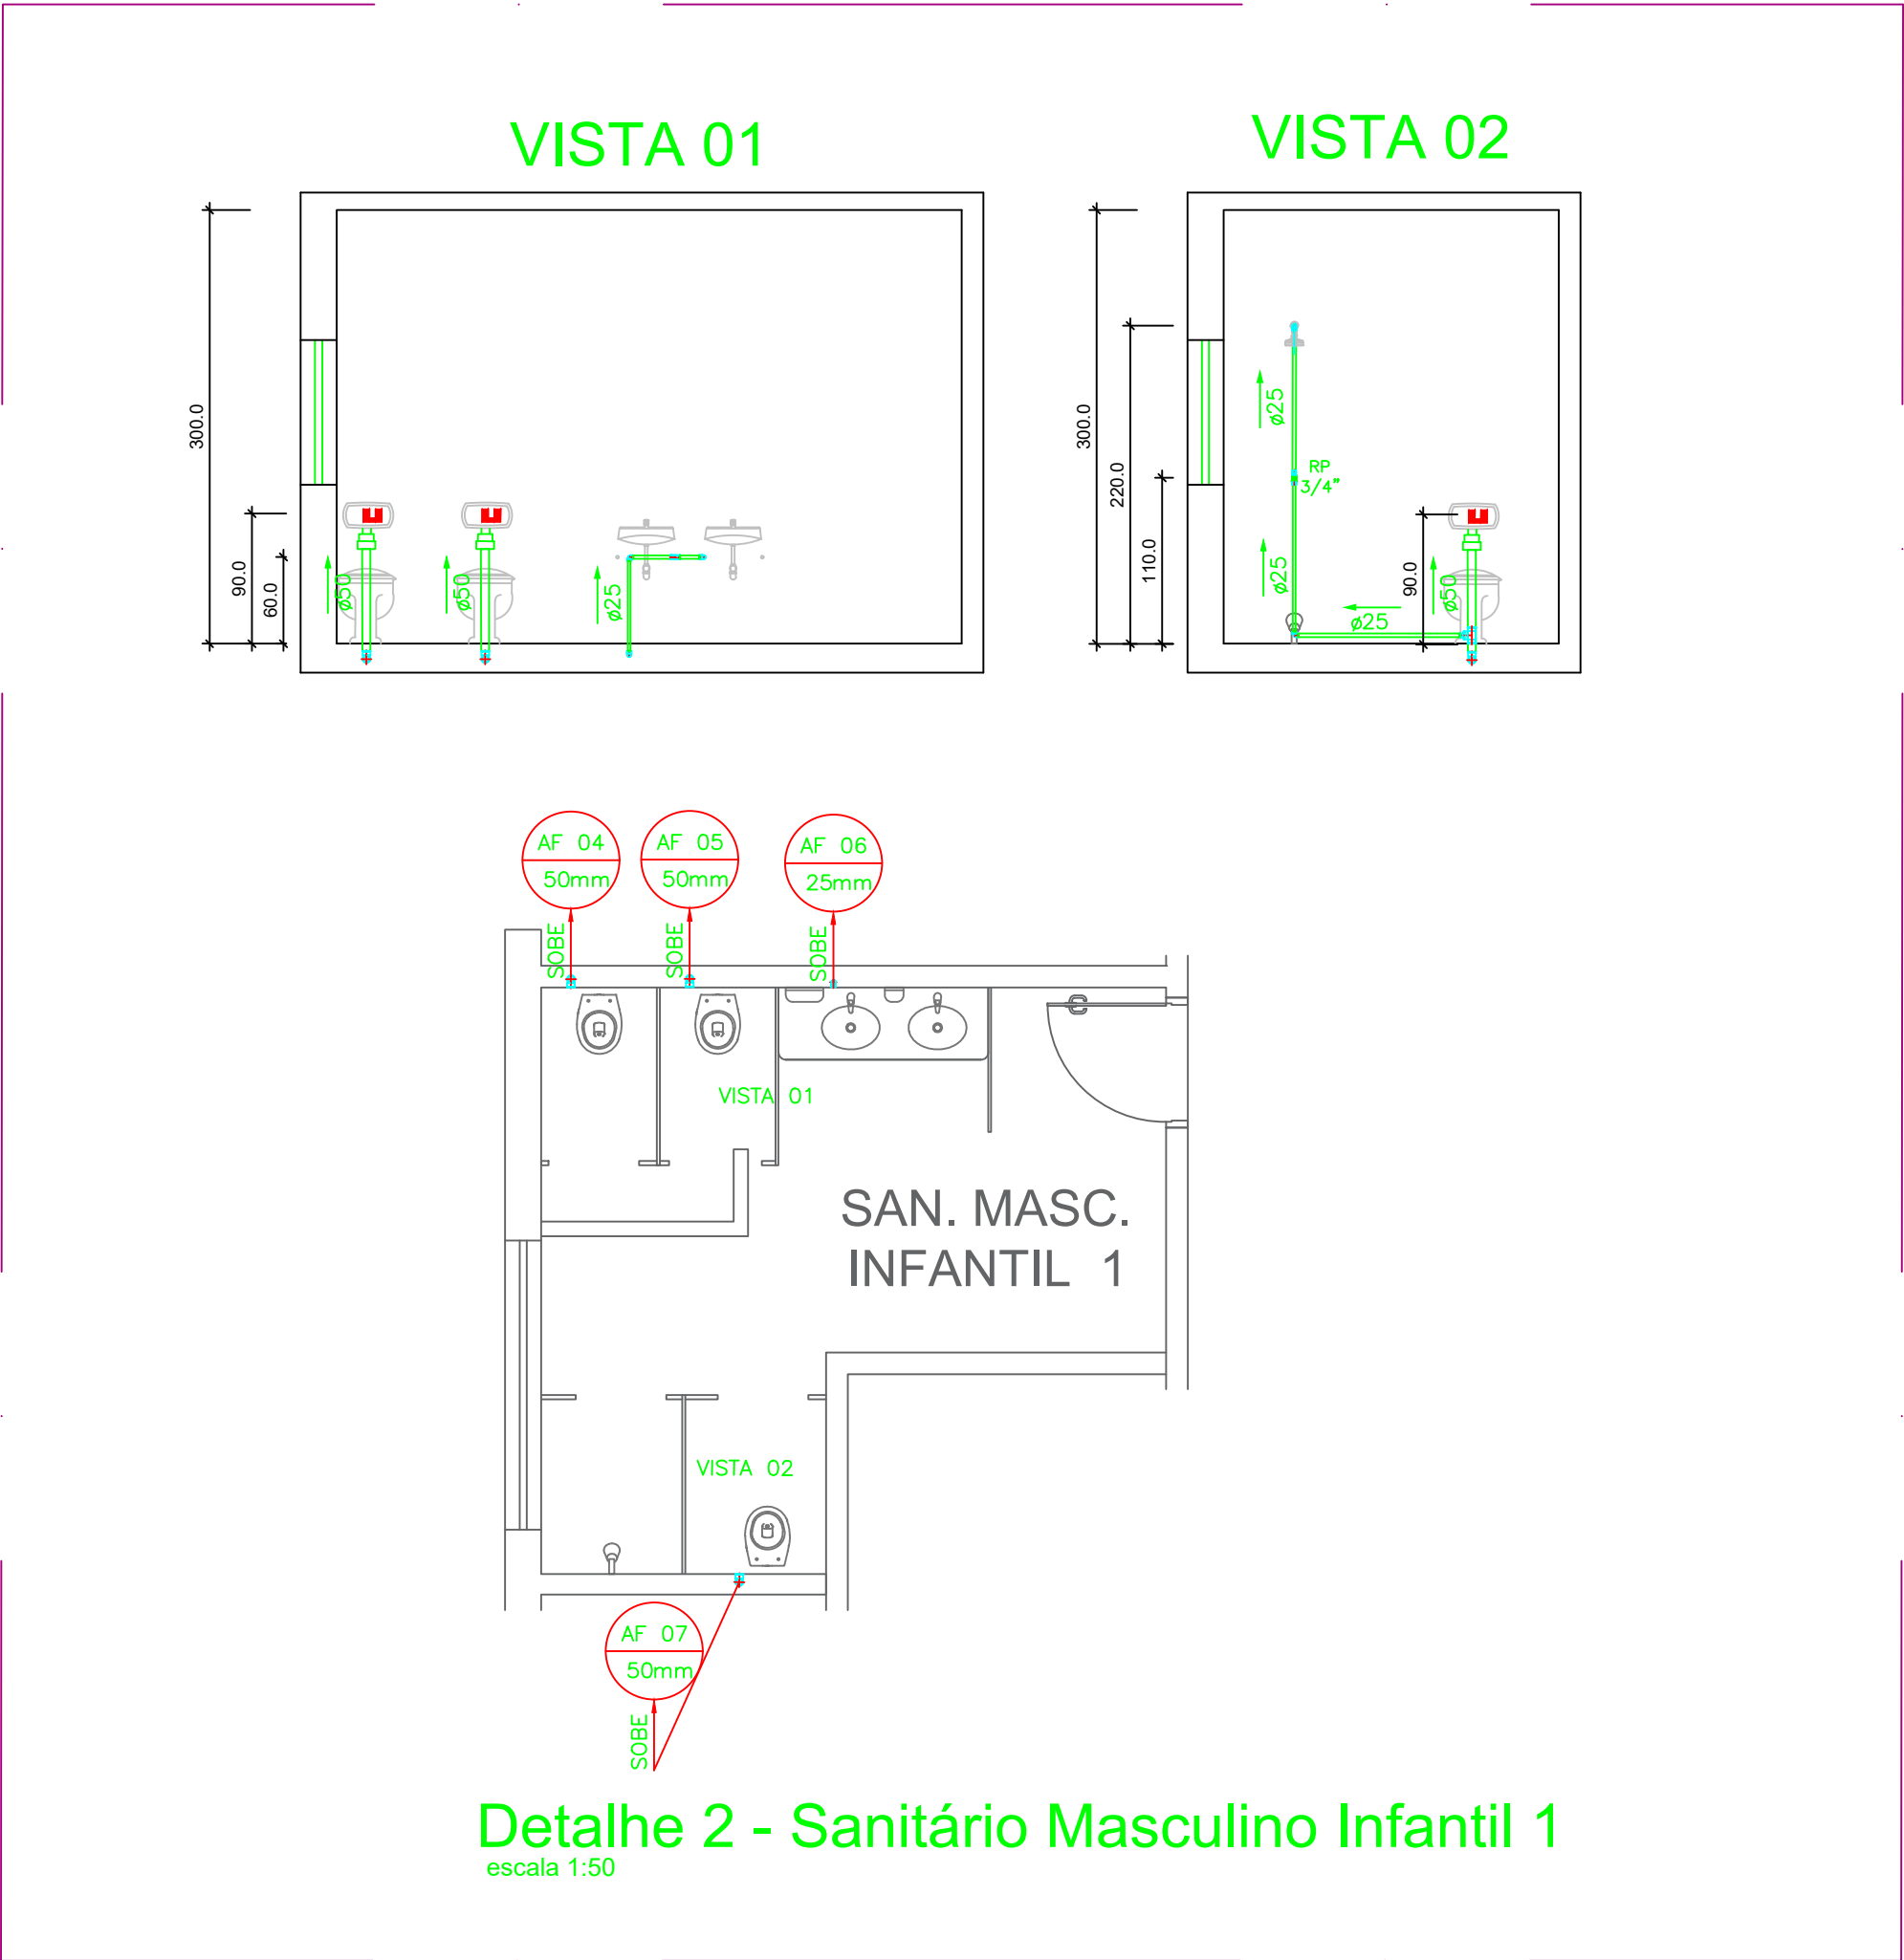 VISTA 01
VISTA 02
300.0
90.0
60.0
ø50
ø50
ø25
300.0
220.0
110.0
90.0
ø25
RP
3/4"
ø25
ø25
ø50
AF 04
50mm
SOBE
AF 05
50mm
SOBE
AF 06
25mm
SOBE
VISTA 01
SAN. MASC.
INFANTIL 1
VISTA 02
AF 07
50mm
SOBE
Detalhe 2 - Sanitário Masculino Infantil 1
escala 1:50